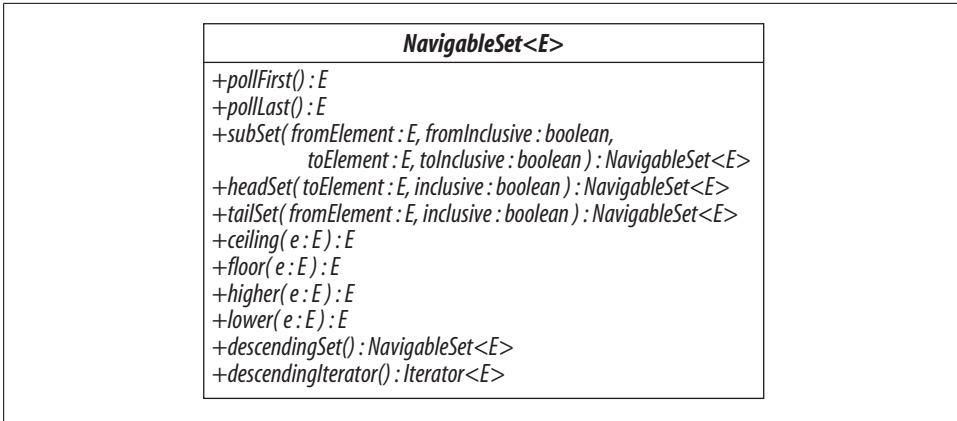 NavigableSet<E>
+pollFirst() : E
+pollLast() : E
+subSet( fromElement : E, fromInclusive : boolean,
toElement : E, toInclusive : boolean ) : NavigableSet<E>
+headSet( toElement : E, inclusive : boolean ) : NavigableSet<E>
+tailSet( fromElement : E, inclusive : boolean ) : NavigableSet<E>
+ceiling( e : E ) : E
+floor( e : E ) : E
+higher( e : E ) : E
+lower( e : E ) : E
+descendingSet() : NavigableSet<E>
+descendingIterator() : Iterator<E>